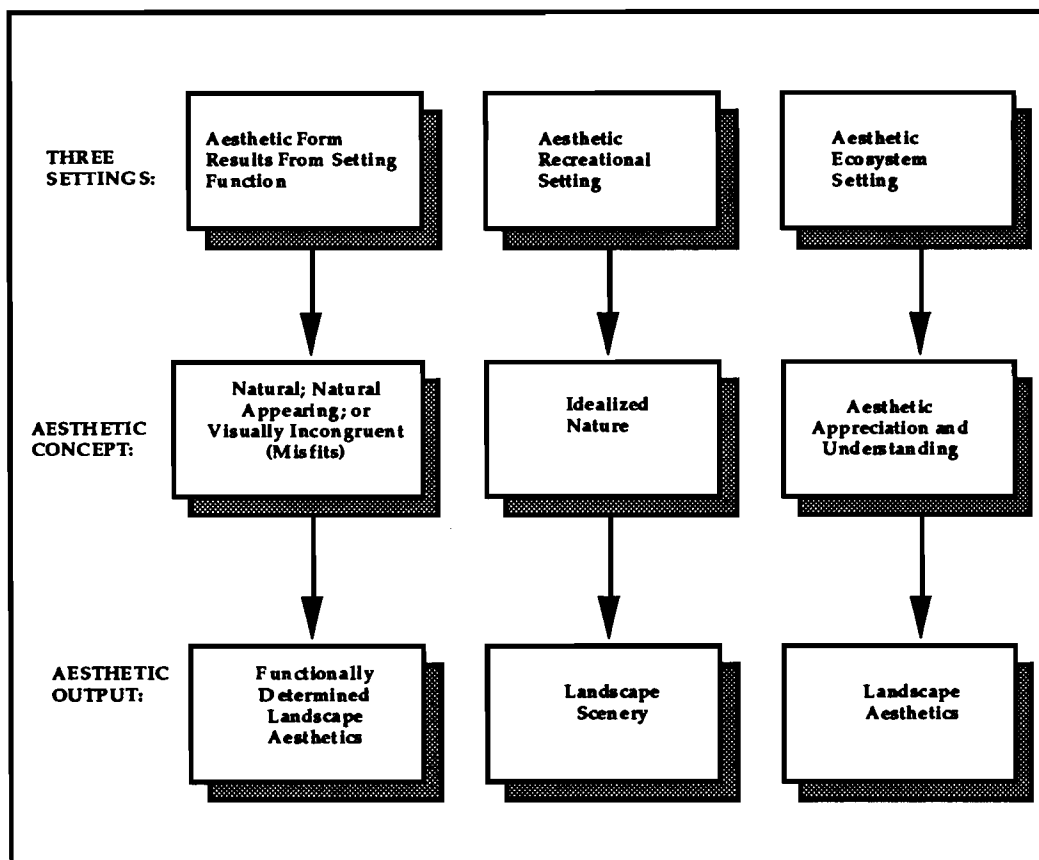 THREE
SETTINGS:
Aesthetic Form
Results From Setting
Function
Aesthetic
Recreational
Setting
Aesthetic
Ecosystem
Setting
AESTHETIC
CONCEPT:
Natural; Natural
Appearing; or
Visually Incongruent
(Misfits)
Idealized
Nature
Aesthetic
Appreciation and
Understanding
AESTHETIC
OUTPUT:
Functionally
Determined
Landscape
Aesthetics
Landscape
Scenery
Landscape
Aesthetics